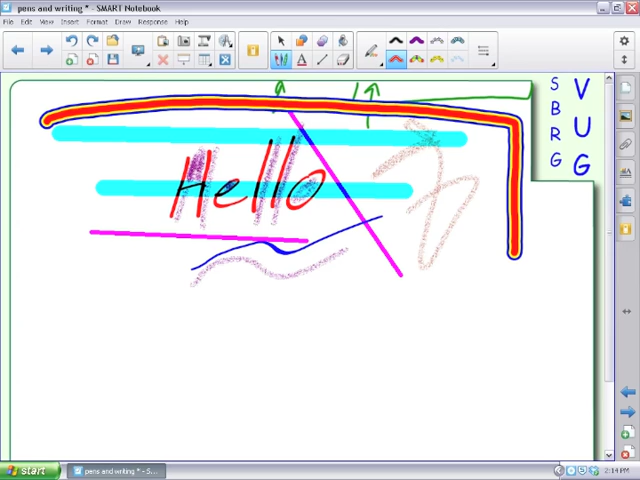 pens and writing * - SMART Notebook
File Edit View Insert Format Draw Response Help
A
S
B
R
G
V
U
G
Hello
start
pens and writing * - S...
2:14 PM